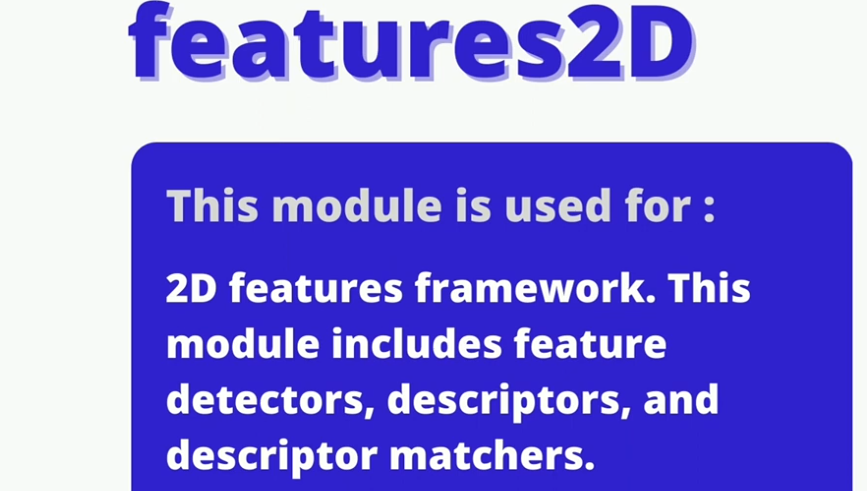 features2D
This module is used for :
2D features framework. This
module includes feature
detectors, descriptors, and
descriptor matchers.